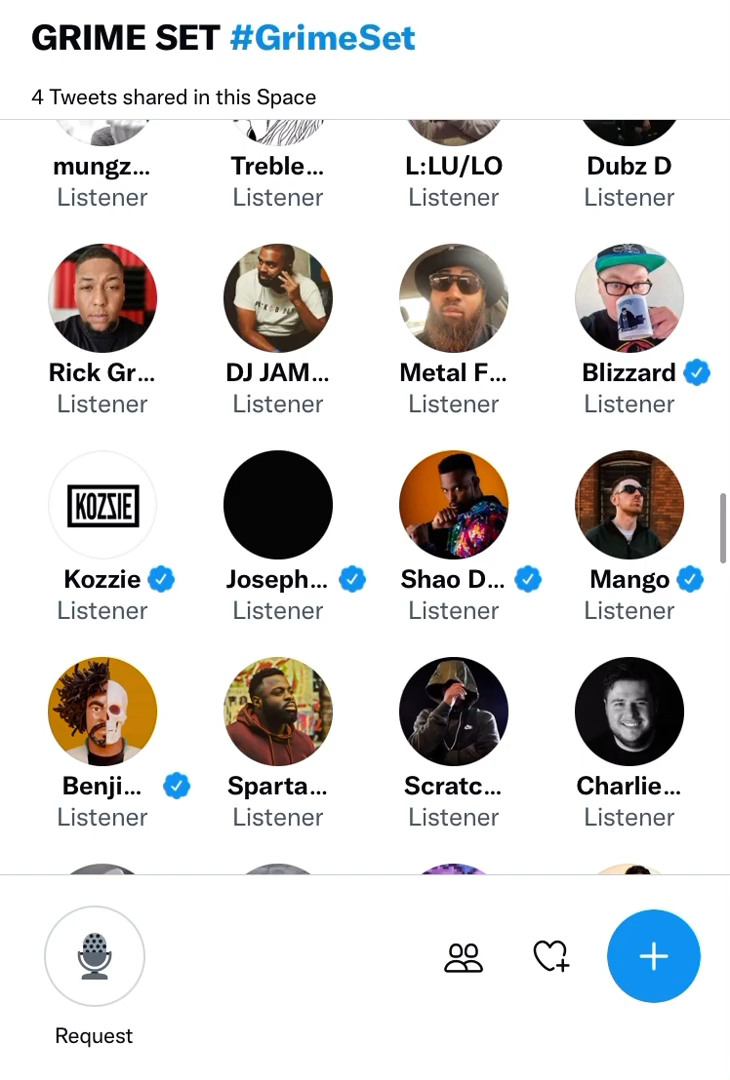 GRIME SET #GrimeSet
4 Tweets shared in this Space
mungz... Treble... L:LU/LO Dubz D
Listener Listener Listener Listener
Rick Gr... DJ JAM... Metal F... Blizzard
Listener Listener Listener Listener
KOZZIE
Kozzie Joseph... Shao D... Mango
Listener Listener Listener Listener
Benji... Sparta... Scratc... Charlie...
Listener Listener Listener Listener
Request